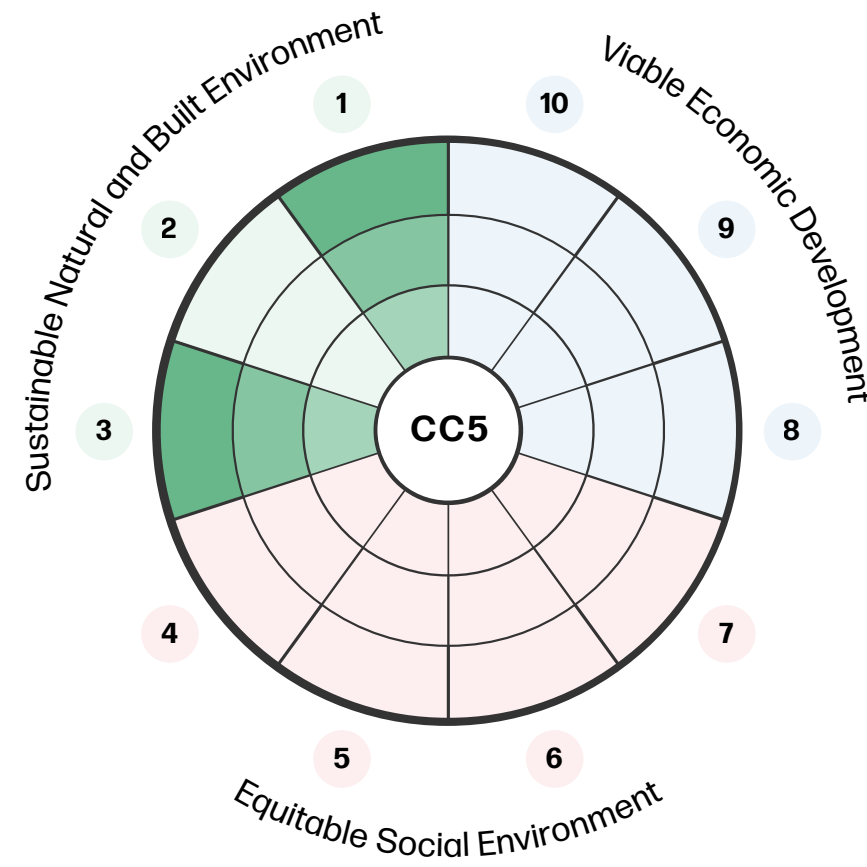 Sustainable Natural and Built Environment
Viable Economic Development
1
10
2
9
3
CC5
8
4
7
5
6
Equitable Social Environment